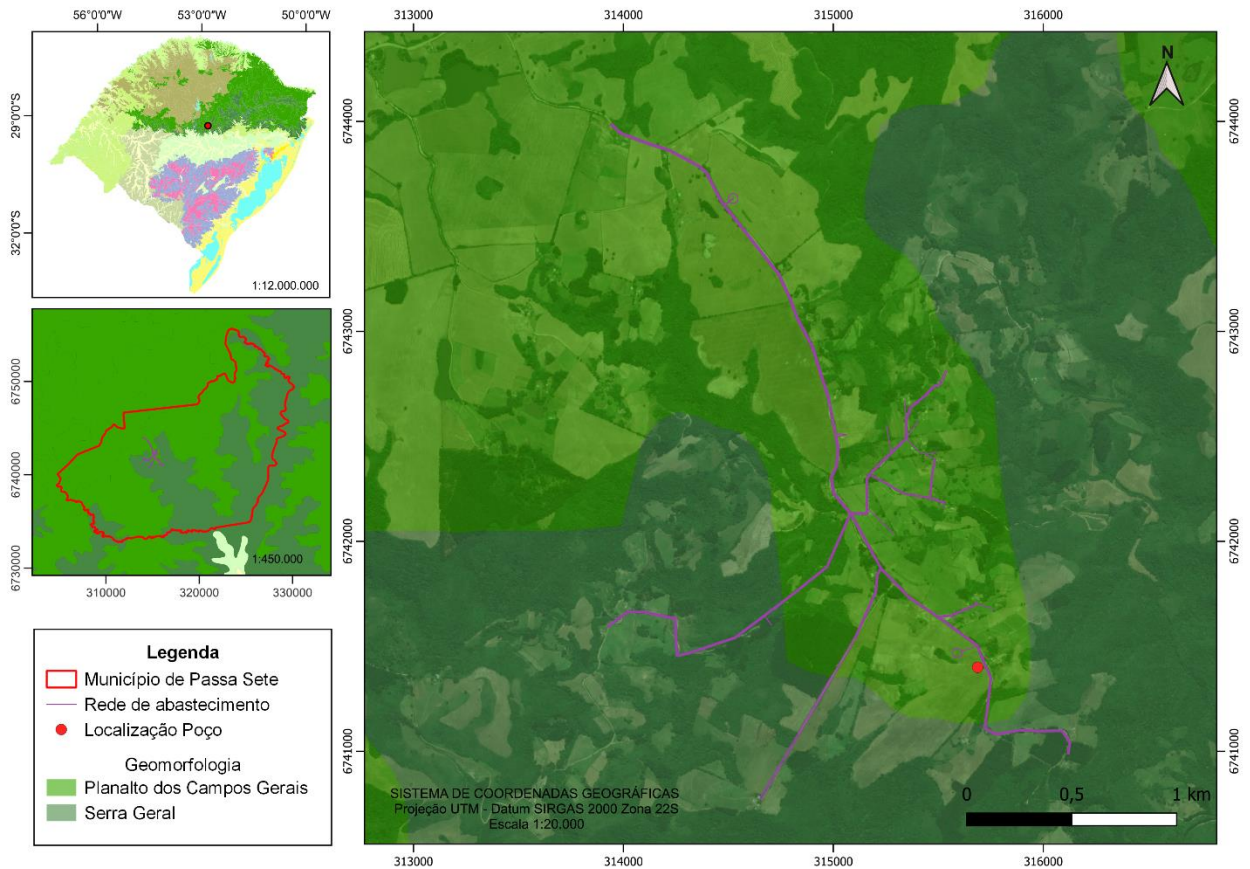 56°0'0"W 53°0'0"W 50°0'0"W
29°0'0"S
32°0'0"S
1:12.000.000
6750000
6740000
6730000
1:450.000
310000 320000 330000
Legenda
Município de Passa Sete
Rede de abastecimento
Localização Poço
Geomorfologia
Planalto dos Campos Gerais
Serra Geral
313000 314000 315000 316000
N
6744000 6744000
6743000 6743000
6742000 6742000
6741000 6741000
SISTEMA DE COORDENADAS GEOGRÁFICAS
Projeção UTM - Datum SIRGAS 2000 Zona 22S
Escala 1:20.000
0 0,5 1 km
313000 314000 315000 316000